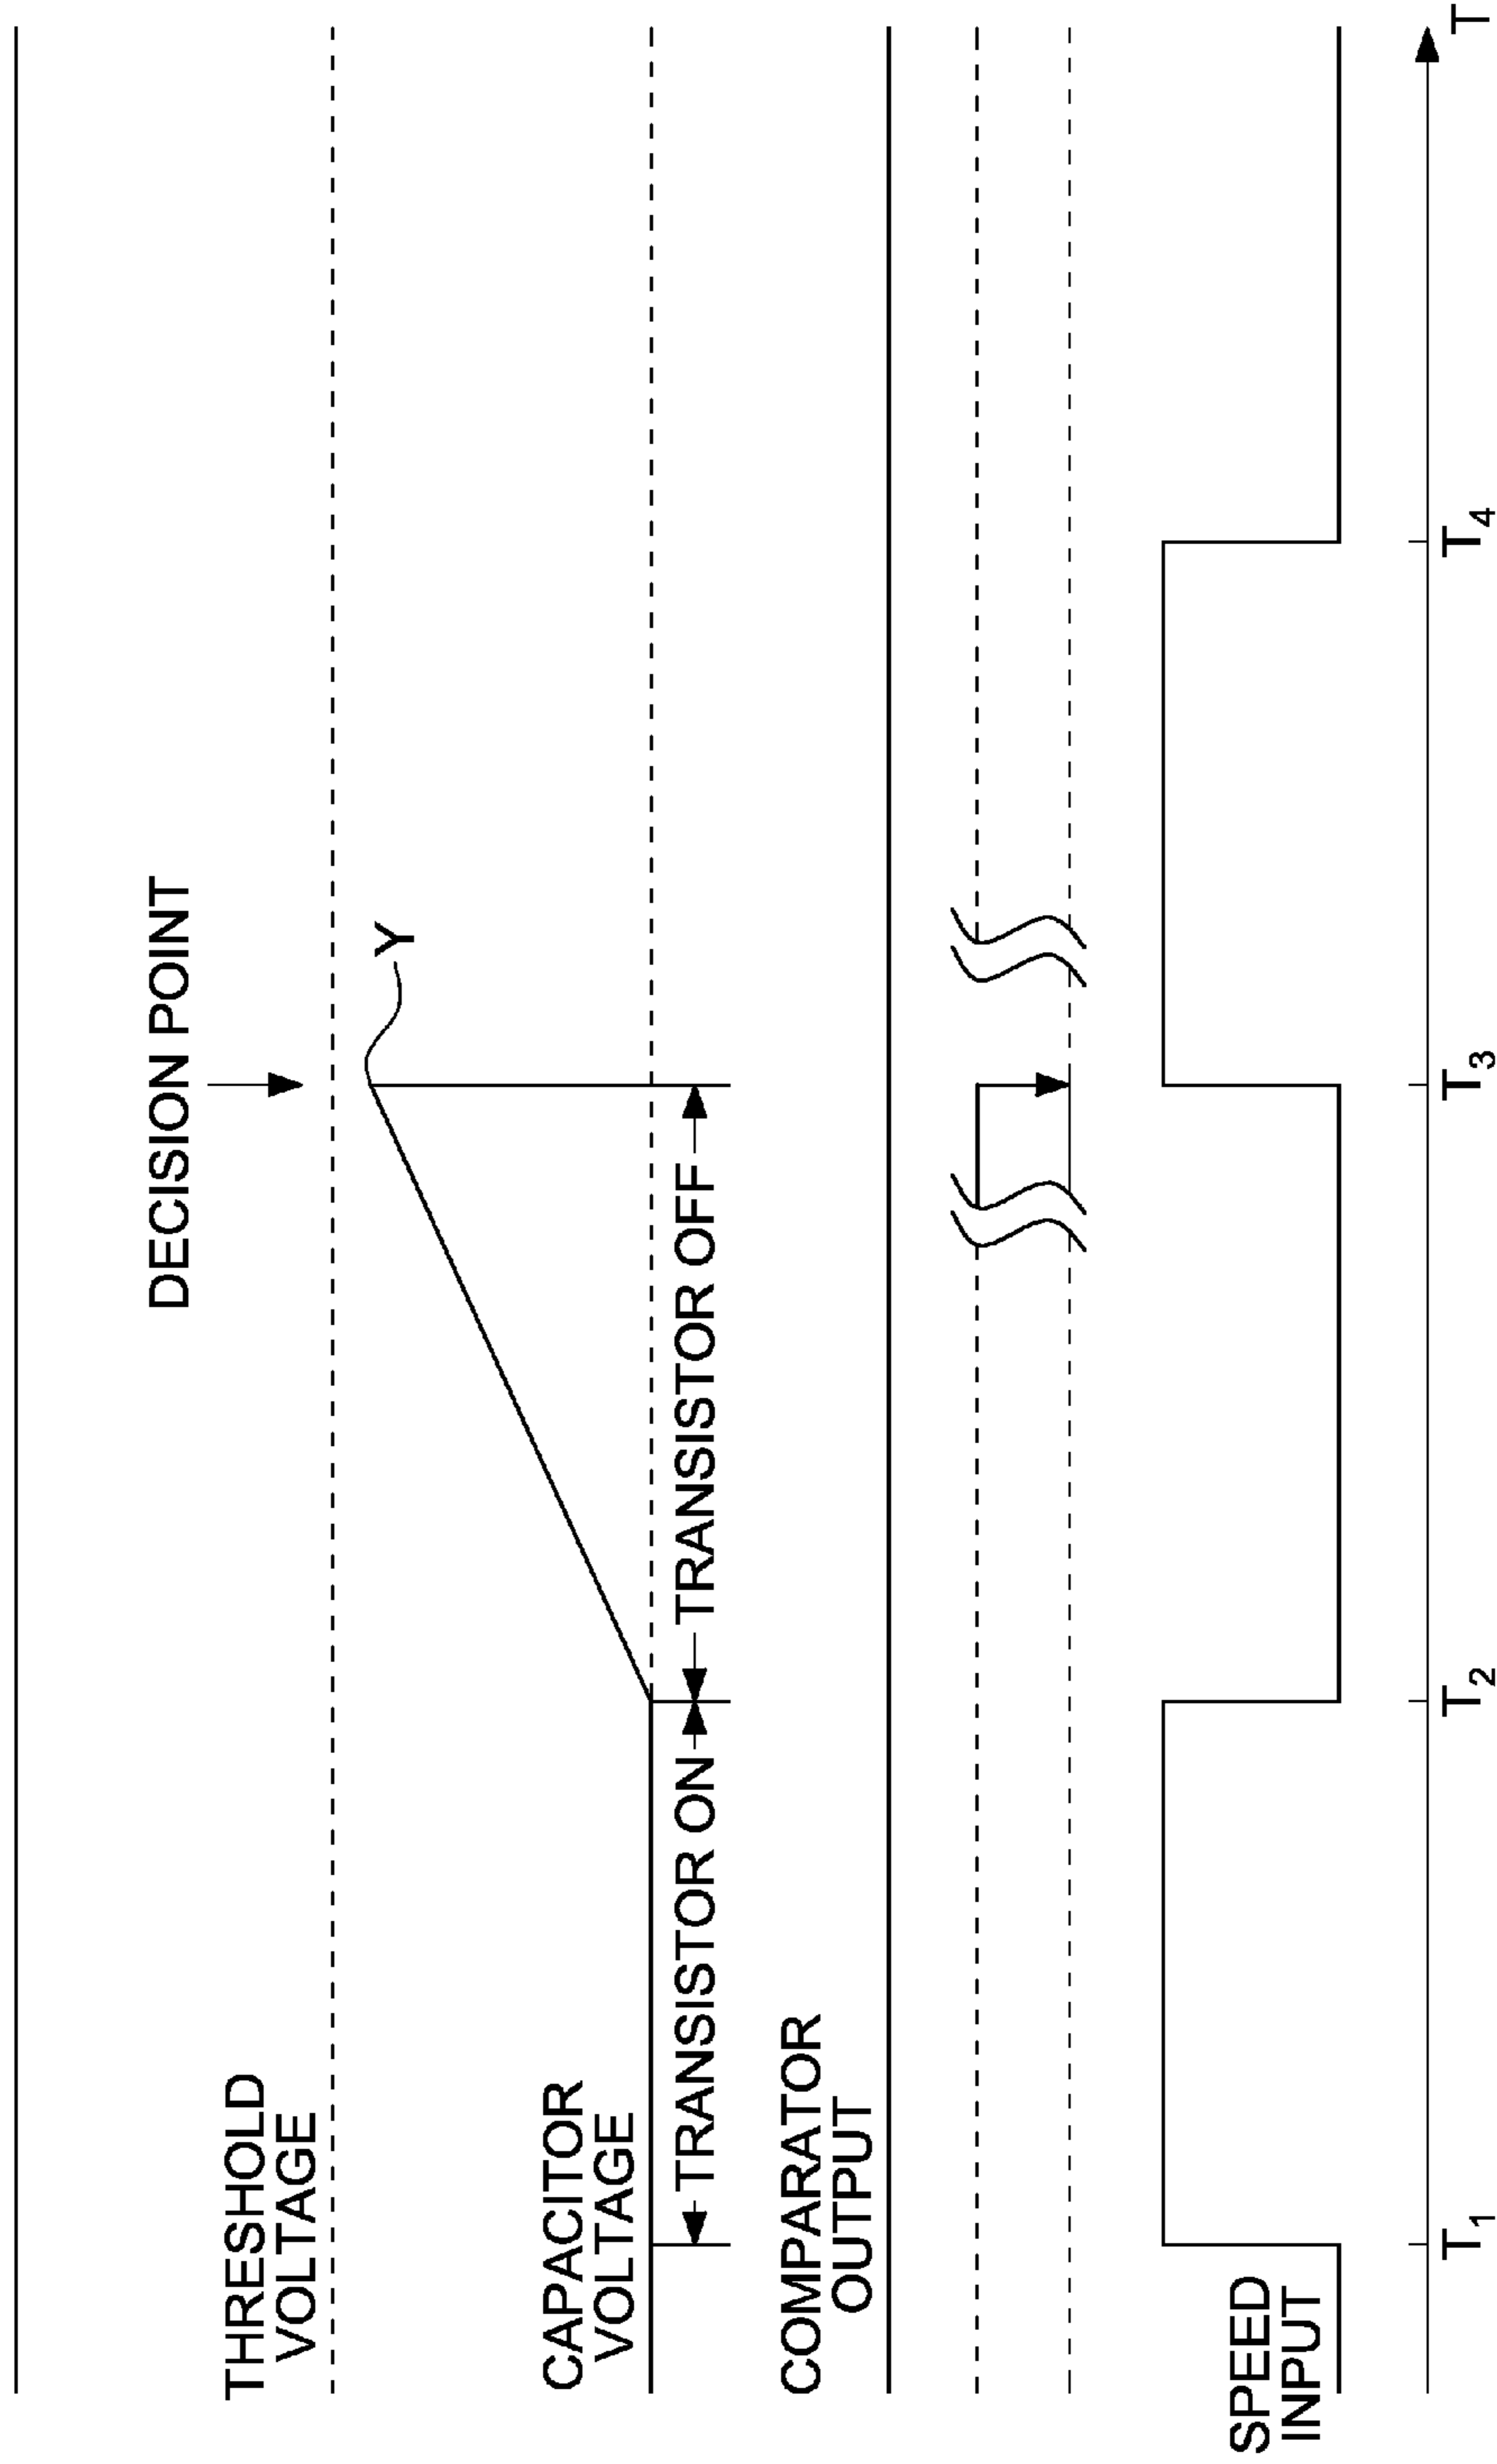 DECISION POINT
THRESHOLD
VOLTAGE
Y
CAPACITOR
VOLTAGE
TRANSISTOR ON
TRANSISTOR OFF
COMPARATOR
OUTPUT
SPEED
INPUT
T1
T2
T3
T4
T